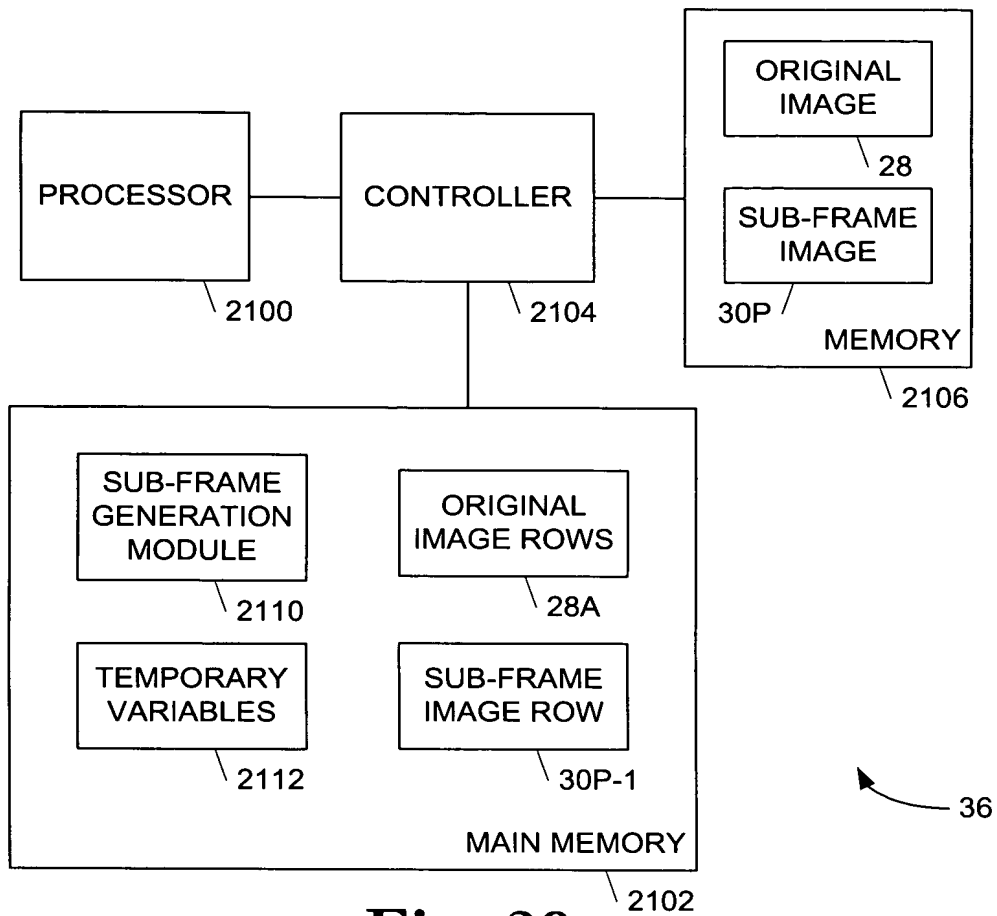 ORIGINAL
IMAGE
28
PROCESSOR
2100
CONTROLLER
2104
SUB-FRAME
IMAGE
30P
MEMORY
2106
SUB-FRAME
GENERATION
MODULE
2110
ORIGINAL
IMAGE ROWS
28A
TEMPORARY
VARIABLES
2112
SUB-FRAME
IMAGE ROW
30P-1
36
MAIN MEMORY
2102